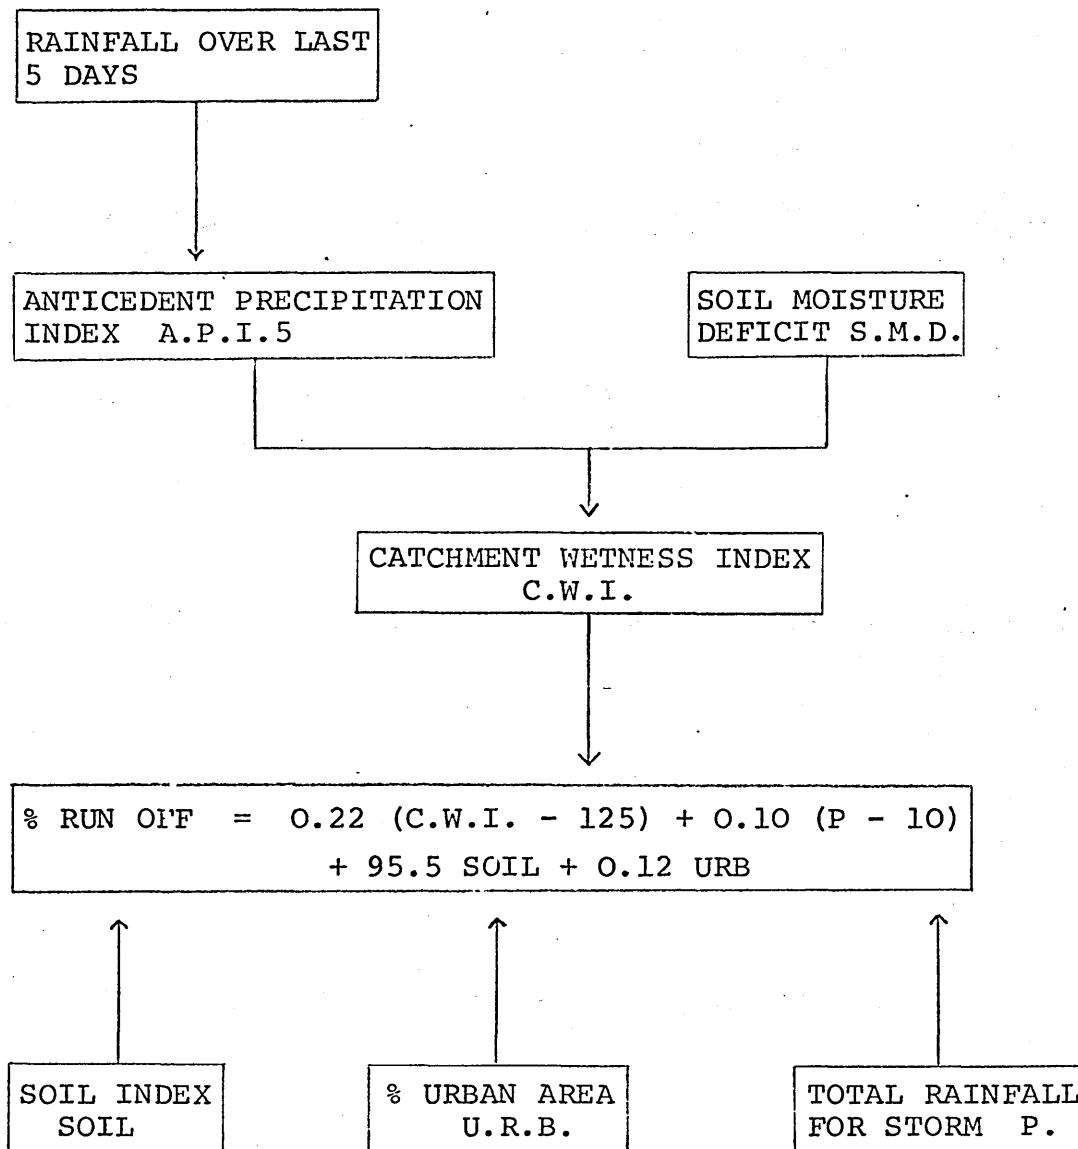 RAINFALL OVER LAST
5 DAYS
ANTICEDENT PRECIPITATION
INDEX A.P.I.5
SOIL MOISTURE
DEFICIT S.M.D.
CATCHMENT WETNESS INDEX
C.W.I.
% RUN OFF = 0.22 (C.W.I. - 125) + 0.10 (P - 10)
+ 95.5 SOIL + 0.12 URB
SOIL INDEX
SOIL
% URBAN AREA
U.R.B.
TOTAL RAINFALL
FOR STORM P.